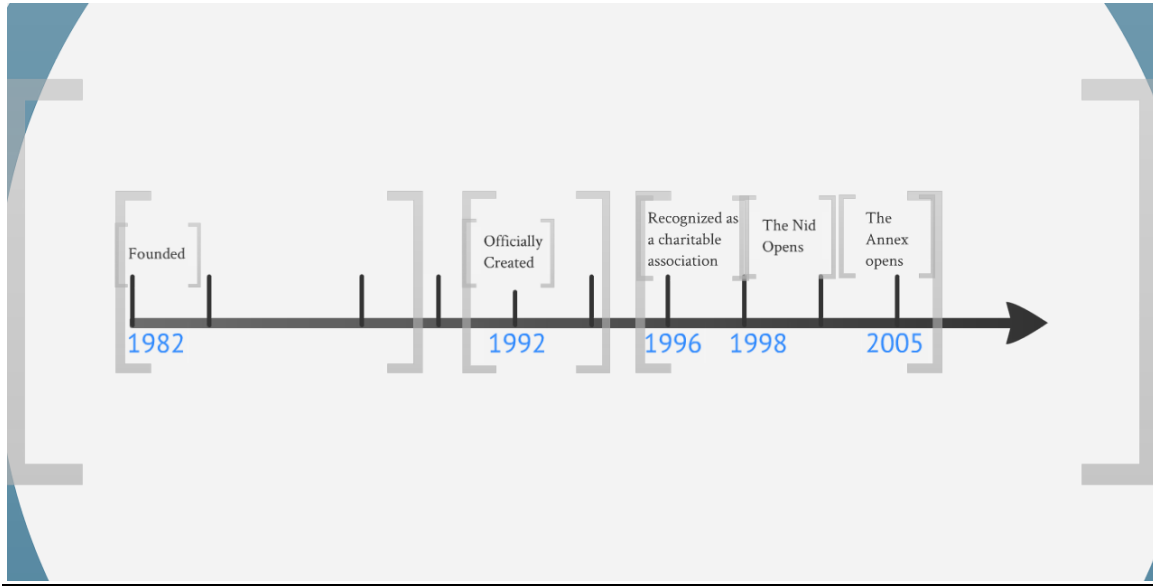 Founded
Officially
Created
Recognized as
a charitable
association
The Nid
Opens
The
Annex
opens
1982
1992
1996
1998
2005